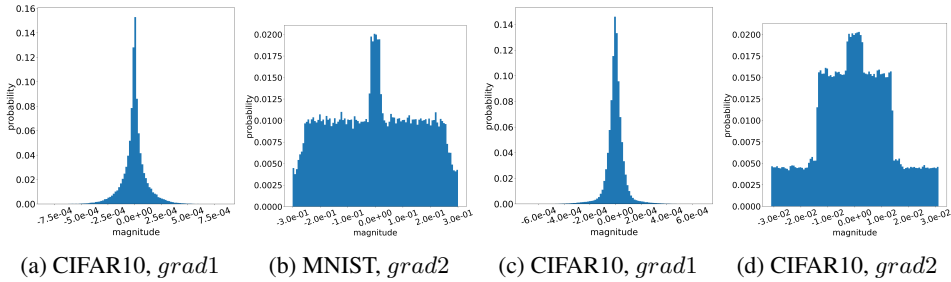 0.16
0.14
0.12
0.10
0.08
0.06
0.04
0.02
0.00
probability
-7.5e-04
-5.0e-04
-2.5e-04
0.0e+00
2.5e-04
5.0e-04
7.5e-04
magnitude
(a) CIFAR10, grad1
0.0200
0.0175
0.0150
0.0125
0.0100
0.0075
0.0050
0.0025
0.0000
probability
-3.0e-01
-2.0e-01
-1.0e-01
0.0e+00
1.0e-01
2.0e-01
3.0e-01
magnitude
(b) MNIST, grad2
0.14
0.12
0.10
0.08
0.06
0.04
0.02
0.00
probability
-6.0e-04
-4.0e-04
-2.0e-04
0.0e+00
2.0e-04
4.0e-04
6.0e-04
magnitude
(c) CIFAR10, grad1
0.0200
0.0175
0.0150
0.0125
0.0100
0.0075
0.0050
0.0025
0.0000
probability
-3.0e-02
-2.0e-02
-1.0e-02
0.0e+00
1.0e-02
2.0e-02
3.0e-02
magnitude
(d) CIFAR10, grad2